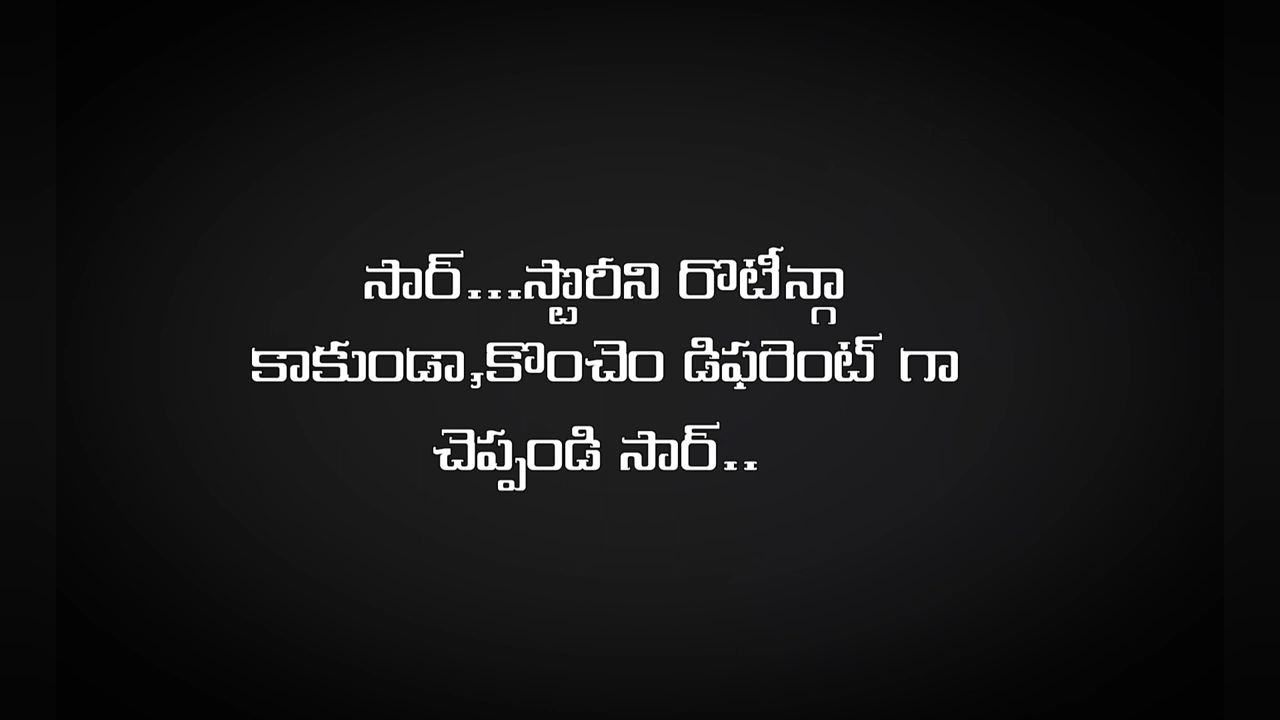 సార్...స్టారీని రొటీన్గా
కాకుండా,కొంచెం డిఫరెంట్ గా
చెప్పండి సార్..